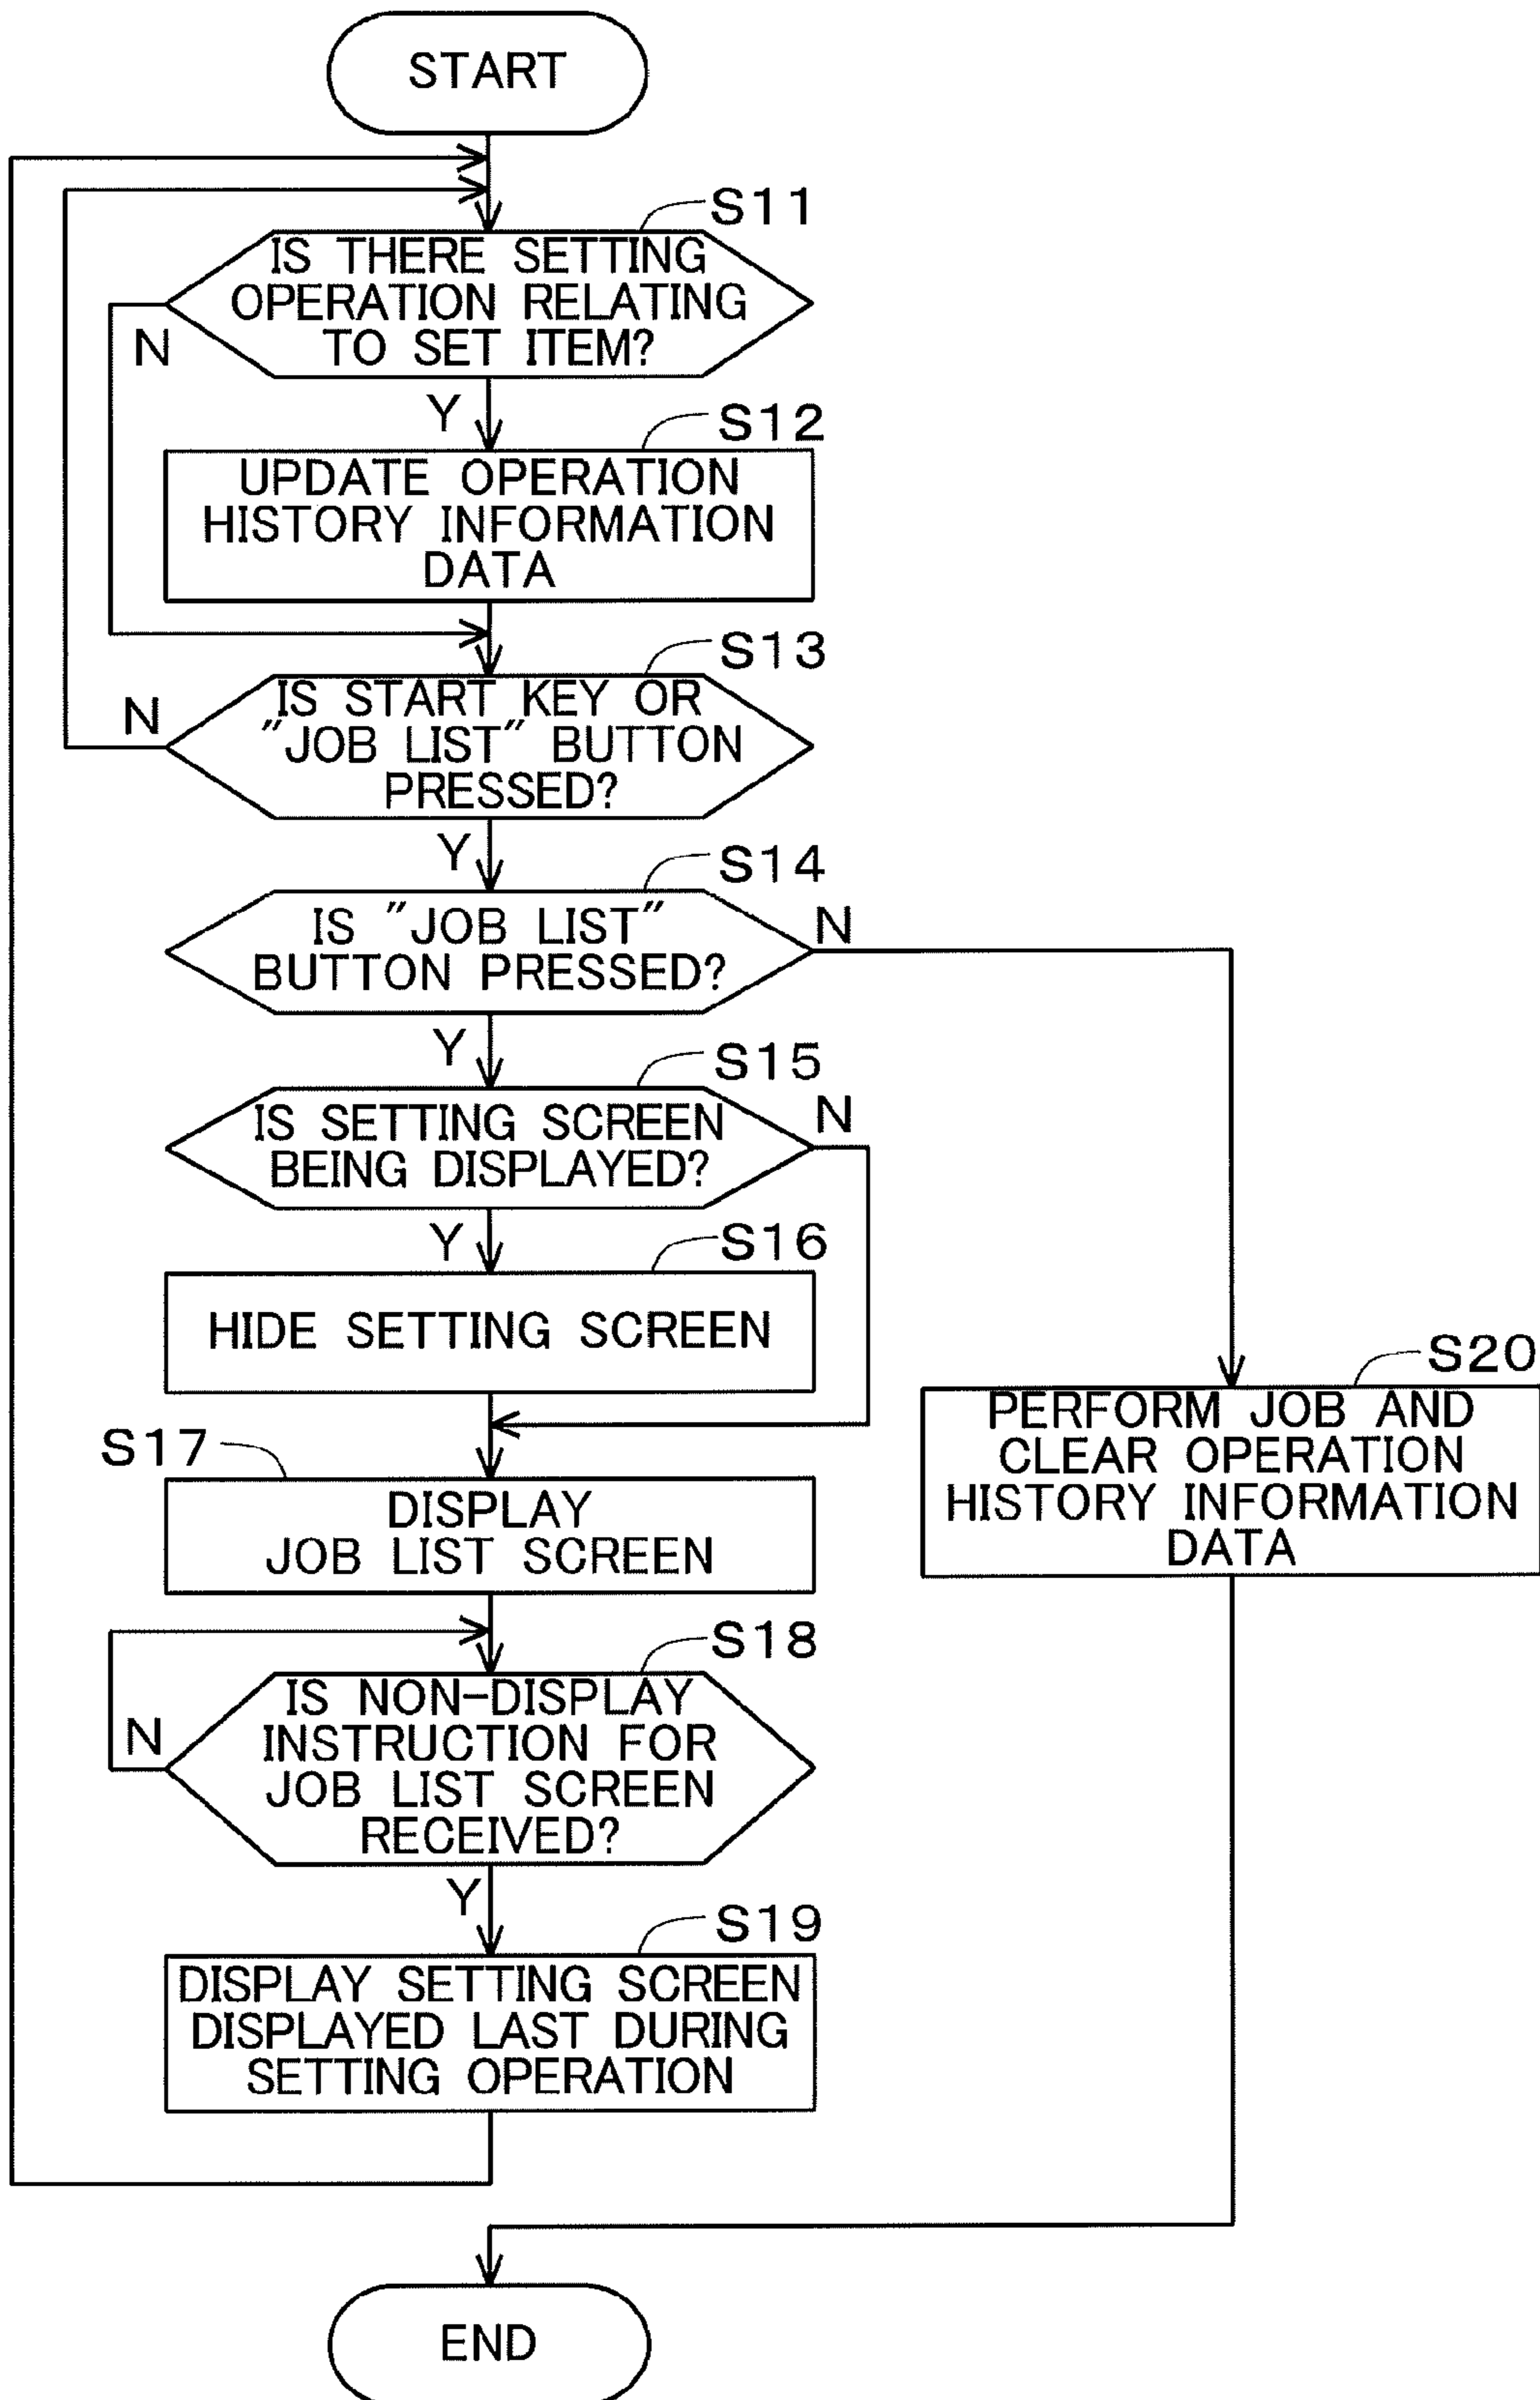 START
S11
IS THERE SETTING
OPERATION RELATING
TO SET ITEM?
N
Y
S12
UPDATE OPERATION
HISTORY INFORMATION
DATA
S13
IS START KEY OR
"JOB LIST" BUTTON
PRESSED?
N
Y
S14
IS "JOB LIST"
BUTTON PRESSED?
N
Y
S15
IS SETTING SCREEN
BEING DISPLAYED?
N
Y
S16
HIDE SETTING SCREEN
S17
DISPLAY
JOB LIST SCREEN
S20
PERFORM JOB AND
CLEAR OPERATION
HISTORY INFORMATION
DATA
S18
IS NON-DISPLAY
INSTRUCTION FOR
JOB LIST SCREEN
RECEIVED?
N
Y
S19
DISPLAY SETTING SCREEN
DISPLAYED LAST DURING
SETTING OPERATION
END